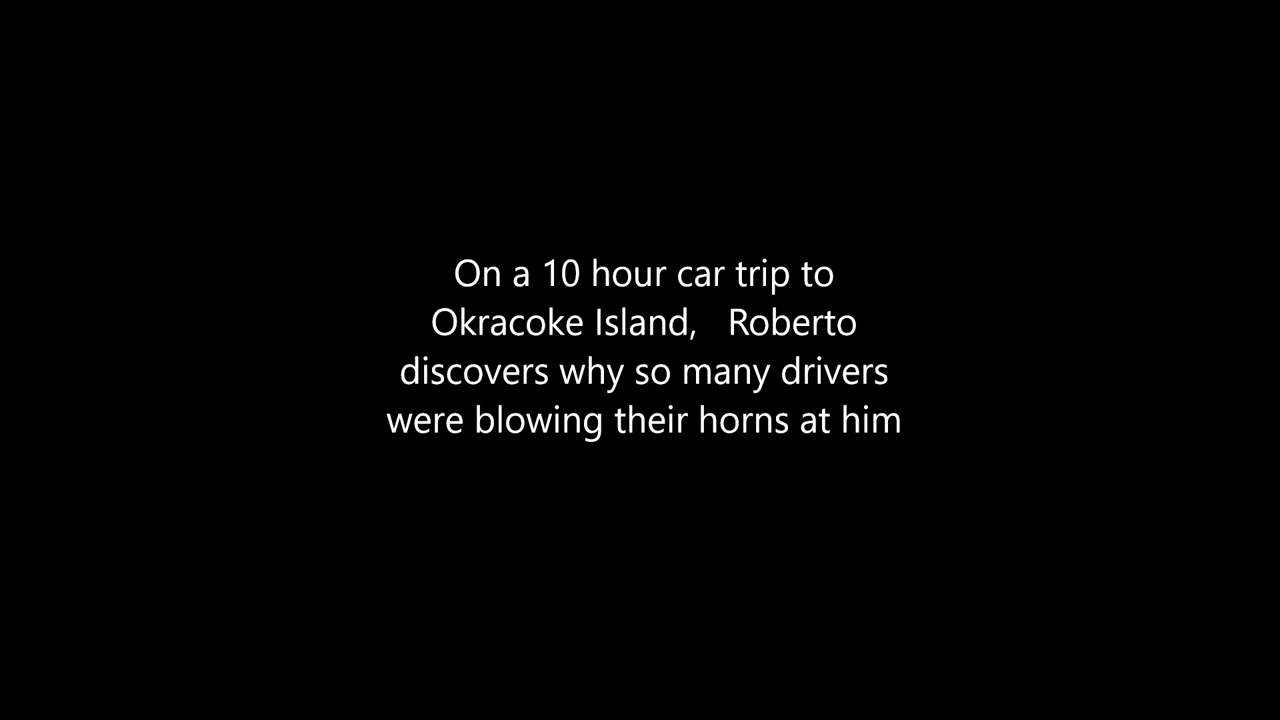 On a 10 hour car trip to
Okracoke Island,   Roberto
discovers why so many drivers
were blowing their horns at him